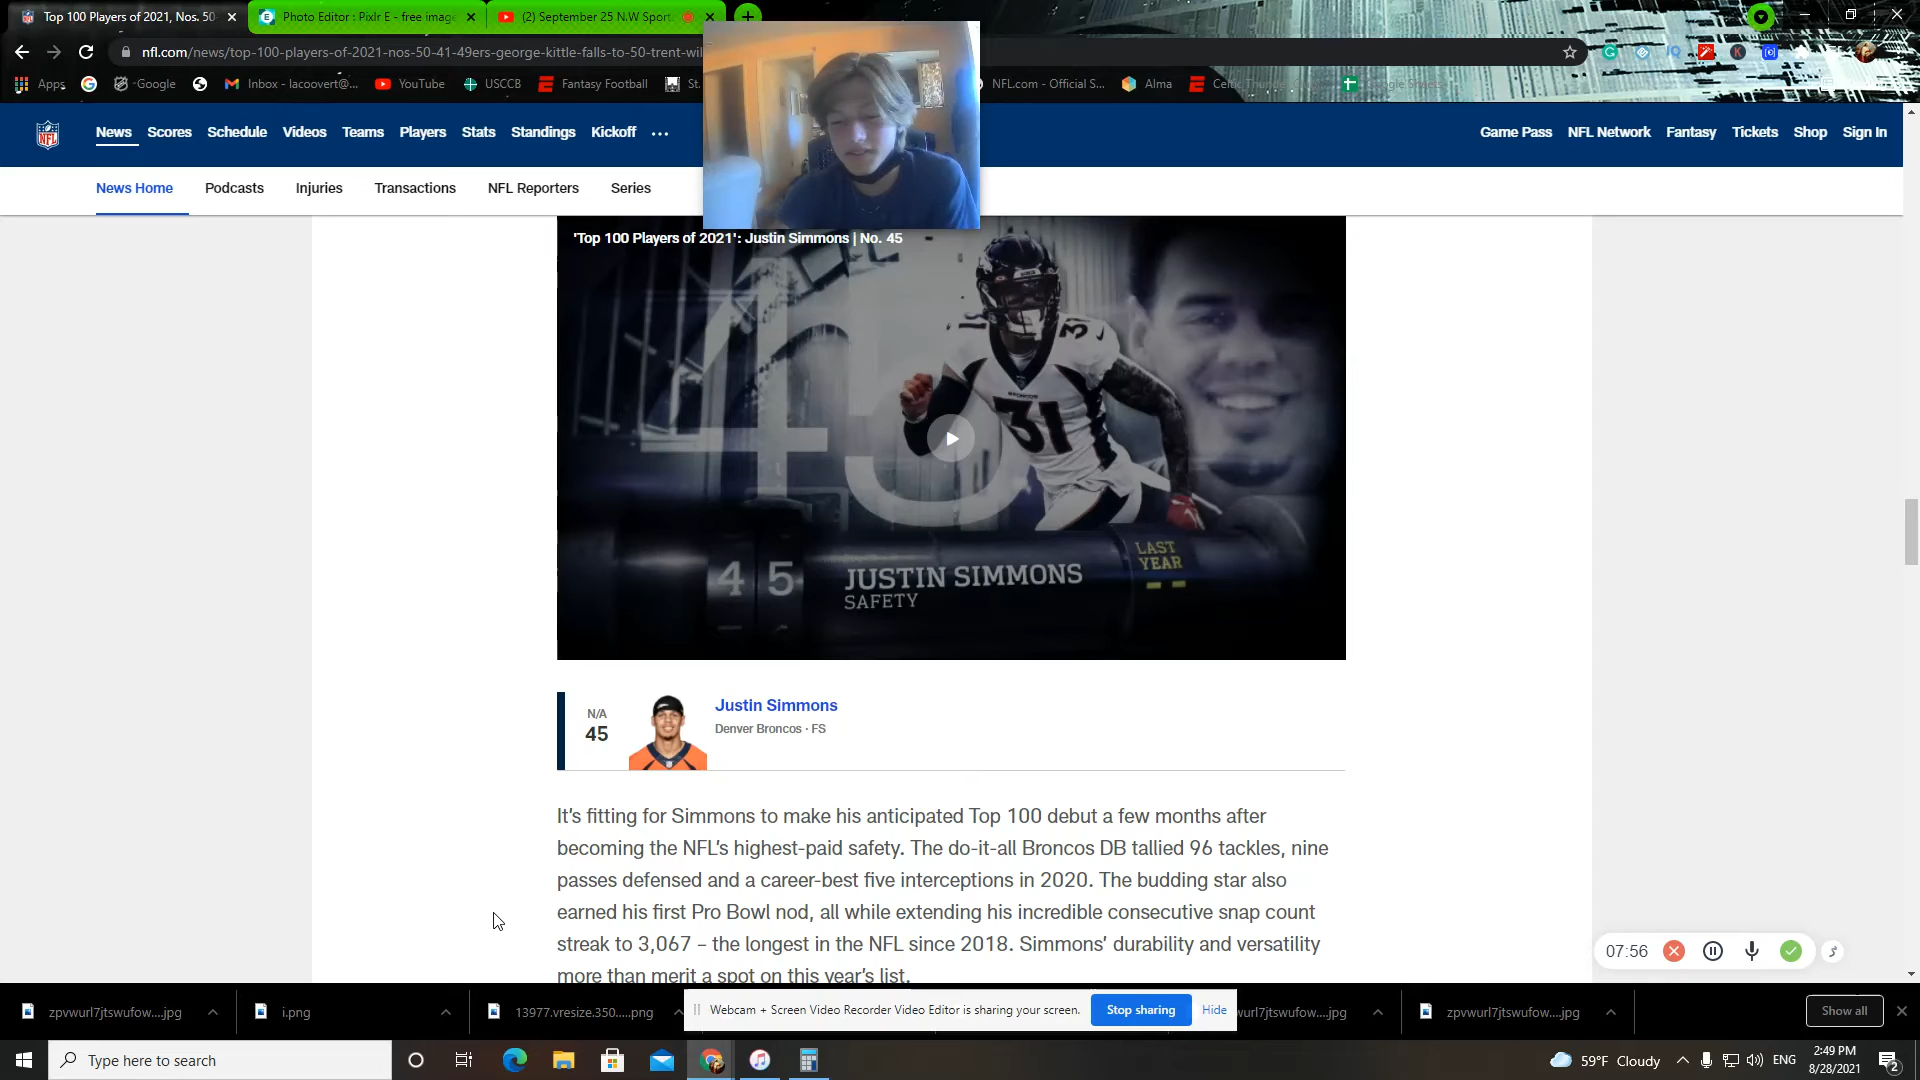 Top 100 Players of 2021, Nos. 50
Photo Editor : Pixlr E - free image
(2) September 25 N.W Sport
nfl.com/news/top-100-players-of-2021-nos-50-41-49ers-george-kittle-falls-to-50-trent-wil
Apps
Google
Inbox - lacoovert@...
YouTube
USCCB
Fantasy Football
St.
NFL.com - Official S...
Alma
News
Scores
Schedule
Videos
Teams
Players
Stats
Standings
Kickoff
Game Pass
NFL Network
Fantasy
Tickets
Shop
Sign In
News Home
Podcasts
Injuries
Transactions
NFL Reporters
Series
'Top 100 Players of 2021': Justin Simmons | No. 45
45
31
BRONCOS
31
LAST YEAR
--
45
JUSTIN SIMMONS
SAFETY
N/A
45
Justin Simmons
Denver Broncos · FS
It's fitting for Simmons to make his anticipated Top 100 debut a few months after
becoming the NFL's highest-paid safety. The do-it-all Broncos DB tallied 96 tackles, nine
passes defensed and a career-best five interceptions in 2020. The budding star also
earned his first Pro Bowl nod, all while extending his incredible consecutive snap count
streak to 3,067 – the longest in the NFL since 2018. Simmons' durability and versatility
more than merit a spot on this year's list.
07:56
zpvwurl7jtswufow....jpg
i.png
13977.vresize.350.....png
Webcam + Screen Video Recorder Video Editor is sharing your screen.
Stop sharing
Hide
wurl7jtswufow....jpg
zpvwurl7jtswufow....jpg
Show all
Type here to search
59°F Cloudy
ENG
2:49 PM
8/28/2021
2